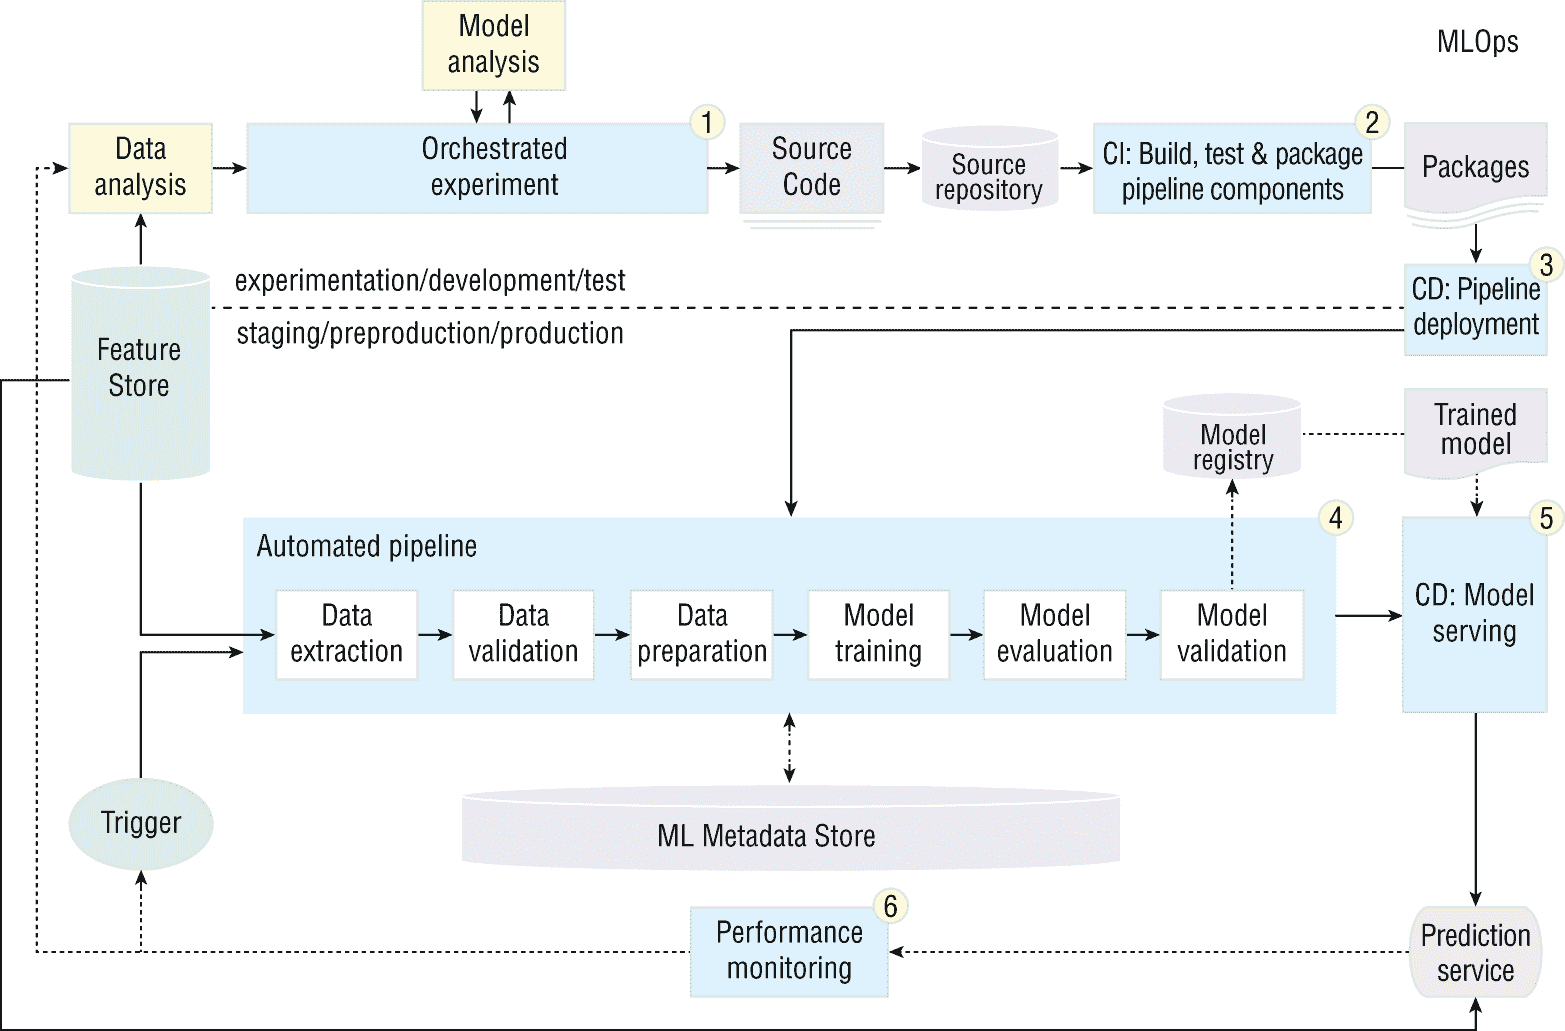 Model
analysis
MLOps
Data
analysis
1
Orchestrated
experiment
Source
Code
Source
repository
2
CI: Build, test & package
pipeline components
Packages
experimentation/development/test
staging/preproduction/production
3
CD: Pipeline
deployment
Feature
Store
Model
registry
Trained
model
4
Automated pipeline
Data
extraction
Data
validation
Data
preparation
Model
training
Model
evaluation
Model
validation
5
CD: Model
serving
Trigger
ML Metadata Store
6
Performance
monitoring
Prediction
service